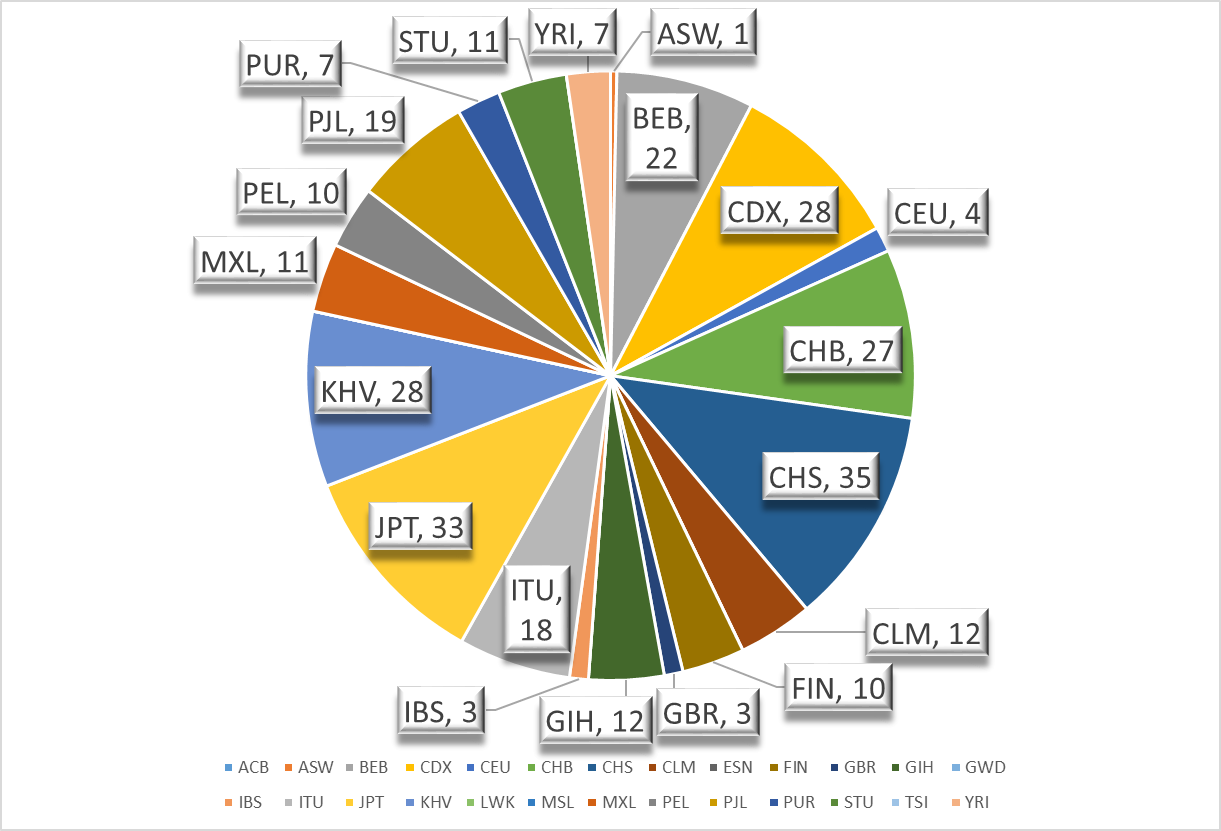 YRI, 7
ASW, 1
STU, 11
PUR, 7
PJL, 19
BEB,
22
PEL, 10
CDX, 28
CEU, 4
MXL, 11
CHB, 27
KHV, 28
CHS, 35
JPT, 33
ITU,
18
CLM, 12
FIN, 10
IBS, 3
GIH, 12
GBR, 3
ACB ASW BEB CDX CEU CHB CHS CLM ESN FIN GBR GIH GWD
IBS ITU JPT KHV LWK MSL MXL PEL PJL PUR STU TSI YRI